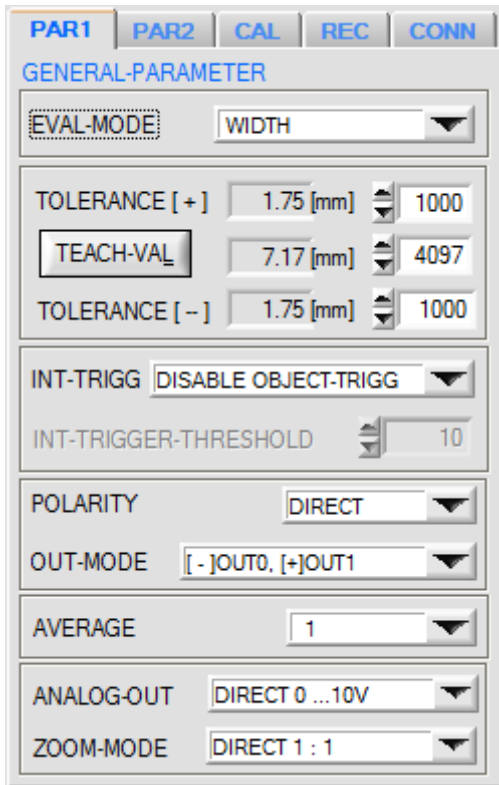 PAR1 PAR2 CAL REC CONN
GENERAL-PARAMETER
EVAL-MODE WIDTH
TOLERANCE [ + ] 1.75 [mm] 1000
TEACH-VAL 7.17 [mm] 4097
TOLERANCE [ -- ] 1.75 [mm] 1000
INT-TRIGG DISABLE OBJECT-TRIGG
INT-TRIGGER-THRESHOLD 10
POLARITY DIRECT
OUT-MODE [ - ]OUT0, [+]OUT1
AVERAGE 1
ANALOG-OUT DIRECT 0 ...10V
ZOOM-MODE DIRECT 1 : 1